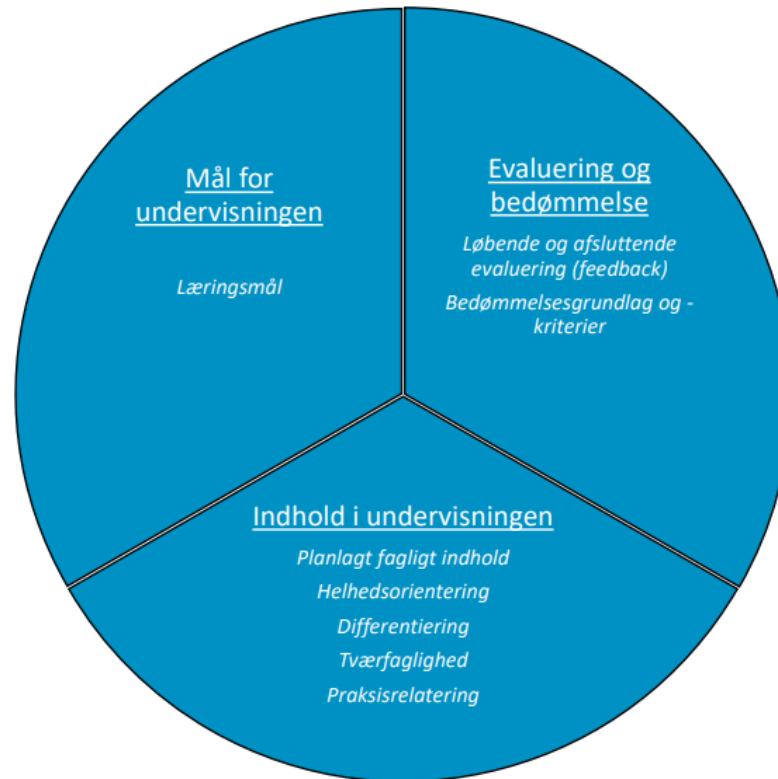 Mål for
undervisningen
Læringsmål
Evaluering og
bedømmelse
Løbende og afsluttende
evaluering (feedback)
Bedømmelsesgrundlag og -
kriterier
Indhold i undervisningen
Planlagt fagligt indhold
Helhedsorientering
Differentiering
Tværfaglighed
Praksisrelatering